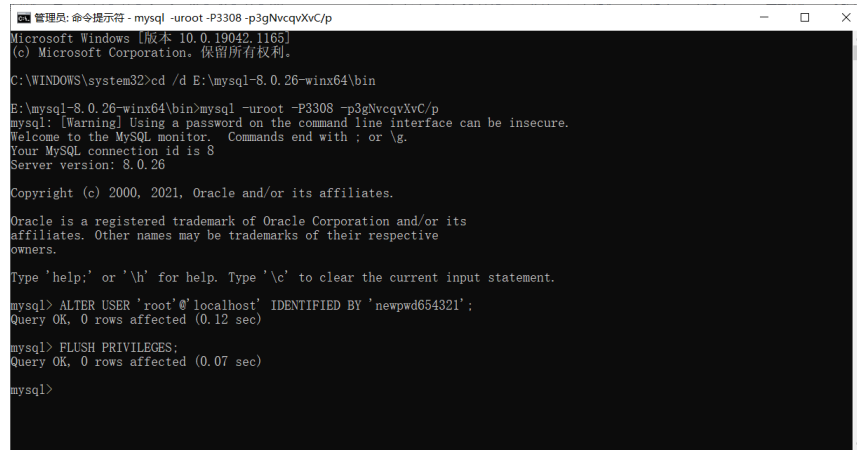 管理员: 命令提示符 - mysql -uroot -P3308 -p3gNvcqvXvC/p
Microsoft Windows [版本 10.0.19042.1165]
(c) Microsoft Corporation。保留所有权利。
C:\WINDOWS\system32>cd /d E:\mysql-8.0.26-winx64\bin
E:\mysql-8.0.26-winx64\bin>mysql -uroot -P3308 -p3gNvcqvXvC/p
mysql: [Warning] Using a password on the command line interface can be insecure.
Welcome to the MySQL monitor.  Commands end with ; or \g.
Your MySQL connection id is 8
Server version: 8.0.26
Copyright (c) 2000, 2021, Oracle and/or its affiliates.
Oracle is a registered trademark of Oracle Corporation and/or its
affiliates. Other names may be trademarks of their respective
owners.
Type 'help;' or '\h' for help. Type '\c' to clear the current input statement.
mysql> ALTER USER 'root'@'localhost' IDENTIFIED BY 'newpwd654321';
Query OK, 0 rows affected (0.12 sec)
mysql> FLUSH PRIVILEGES;
Query OK, 0 rows affected (0.07 sec)
mysql>